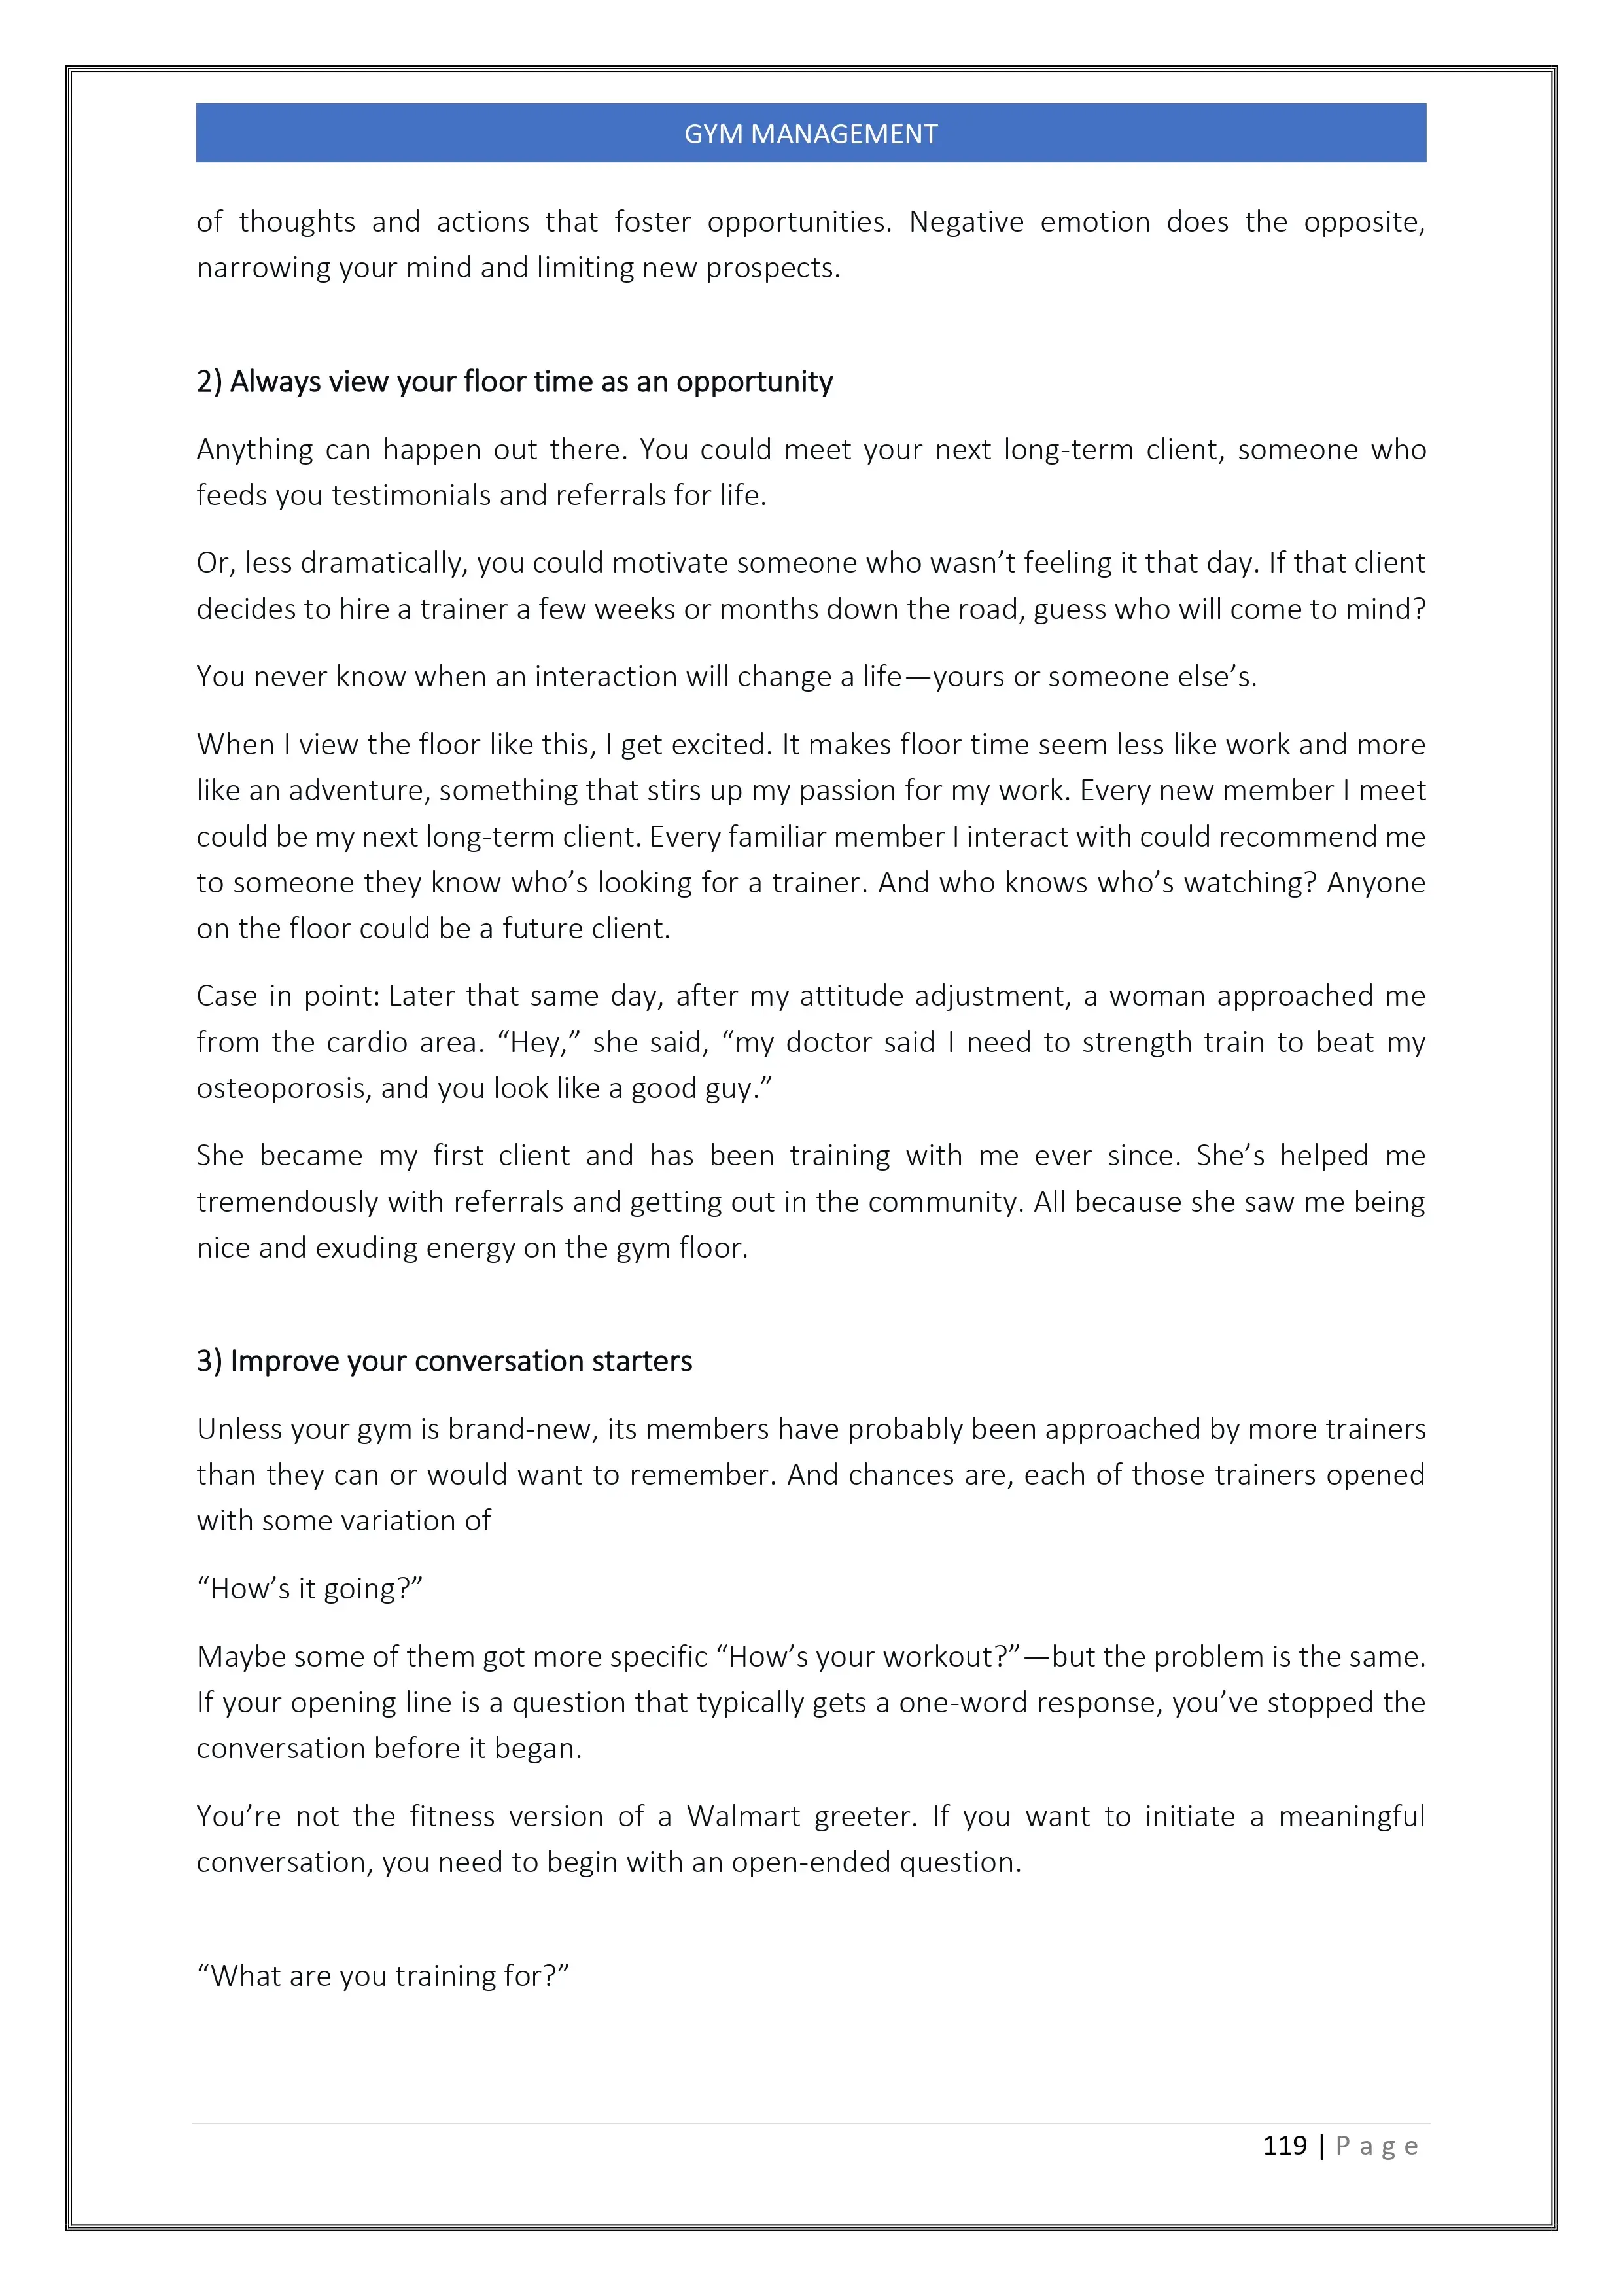 GYM MANAGEMENT
of thoughts and actions that foster opportunities. Negative emotion does the opposite,
narrowing your mind and limiting new prospects.
2) Always view your floor time as an opportunity
Anything can happen out there. You could meet your next long-term client, someone who
feeds you testimonials and referrals for life.
Or, less dramatically, you could motivate someone who wasn’t feeling it that day. If that client
decides to hire a trainer a few weeks or months down the road, guess who will come to mind?
You never know when an interaction will change a life—yours or someone else’s.
When I view the floor like this, I get excited. It makes floor time seem less like work and more
like an adventure, something that stirs up my passion for my work. Every new member I meet
could be my next long-term client. Every familiar member I interact with could recommend me
to someone they know who’s looking for a trainer. And who knows who’s watching? Anyone
on the floor could be a future client.
Case in point: Later that same day, after my attitude adjustment, a woman approached me
from the cardio area. “Hey,” she said, “my doctor said I need to strength train to beat my
osteoporosis, and you look like a good guy.”
She became my first client and has been training with me ever since. She’s helped me
tremendously with referrals and getting out in the community. All because she saw me being
nice and exuding energy on the gym floor.
3) Improve your conversation starters
Unless your gym is brand-new, its members have probably been approached by more trainers
than they can or would want to remember. And chances are, each of those trainers opened
with some variation of
“How’s it going?”
Maybe some of them got more specific “How’s your workout?”—but the problem is the same.
If your opening line is a question that typically gets a one-word response, you’ve stopped the
conversation before it began.
You’re not the fitness version of a Walmart greeter. If you want to initiate a meaningful
conversation, you need to begin with an open-ended question.
“What are you training for?”
119 | P a g e